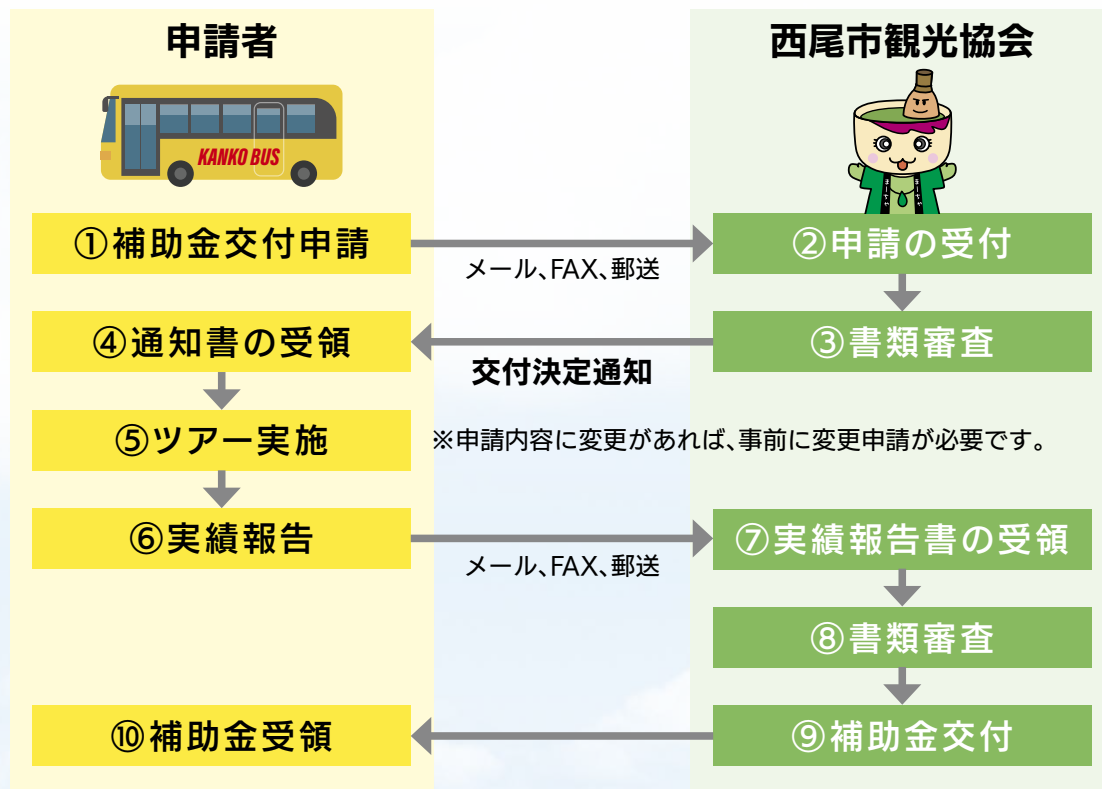 申請者
西尾市観光協会
KANKO BUS
①補助金交付申請
メール、FAX、郵送
②申請の受付
③書類審査
交付決定通知
④通知書の受領
⑤ツアー実施
※申請内容に変更があれば、事前に変更申請が必要です。
⑥実績報告
メール、FAX、郵送
⑦実績報告書の受領
⑧書類審査
⑨補助金交付
⑩補助金受領